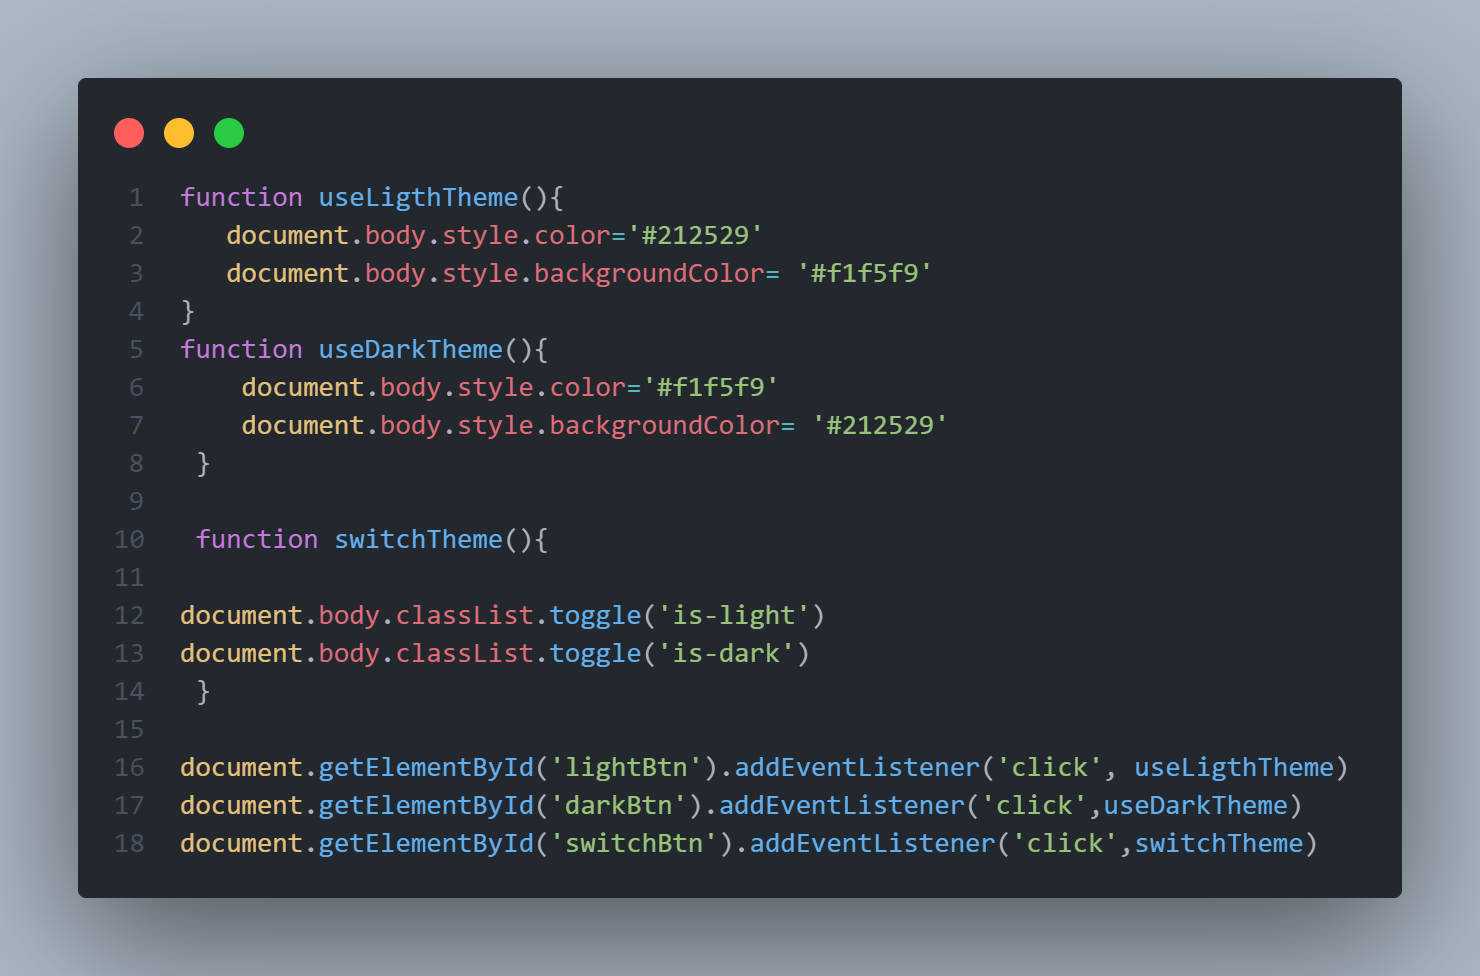 1 function useLigthTheme(){
2    document.body.style.color='#212529'
3    document.body.style.backgroundColor= '#f1f5f9'
4 }
5 function useDarkTheme(){
6     document.body.style.color='#f1f5f9'
7     document.body.style.backgroundColor= '#212529'
8  }
9
10  function switchTheme(){
11
12 document.body.classList.toggle('is-light')
13 document.body.classList.toggle('is-dark')
14  }
15
16 document.getElementById('lightBtn').addEventListener('click', useLigthTheme)
17 document.getElementById('darkBtn').addEventListener('click',useDarkTheme)
18 document.getElementById('switchBtn').addEventListener('click',switchTheme)